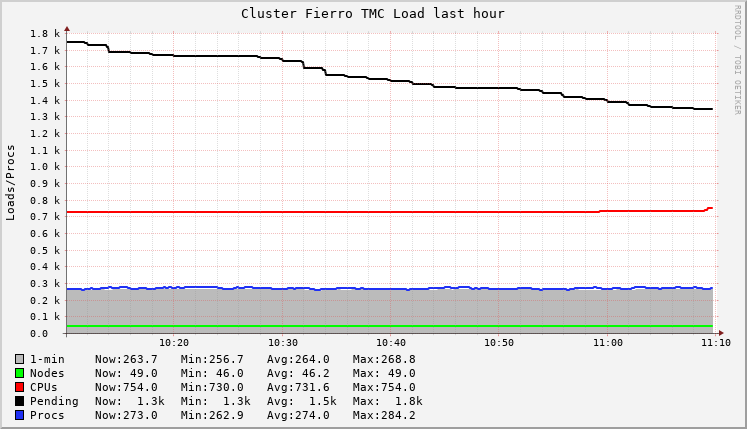 Cluster Fierro TMC Load last hour
RRDTOOL / TOBI OETIKER
Loads/Procs
1.8 k
1.7 k
1.6 k
1.5 k
1.4 k
1.3 k
1.2 k
1.1 k
1.0 k
0.9 k
0.8 k
0.7 k
0.6 k
0.5 k
0.4 k
0.3 k
0.2 k
0.1 k
0.0
10:20 10:30 10:40 10:50 11:00 11:10
1-min Now:263.7 Min:256.7 Avg:264.0 Max:268.8
Nodes Now: 49.0 Min: 46.0 Avg: 46.2 Max: 49.0
CPUs Now:754.0 Min:730.0 Avg:731.6 Max:754.0
Pending Now: 1.3k Min: 1.3k Avg: 1.5k Max: 1.8k
Procs Now:273.0 Min:262.9 Avg:274.0 Max:284.2